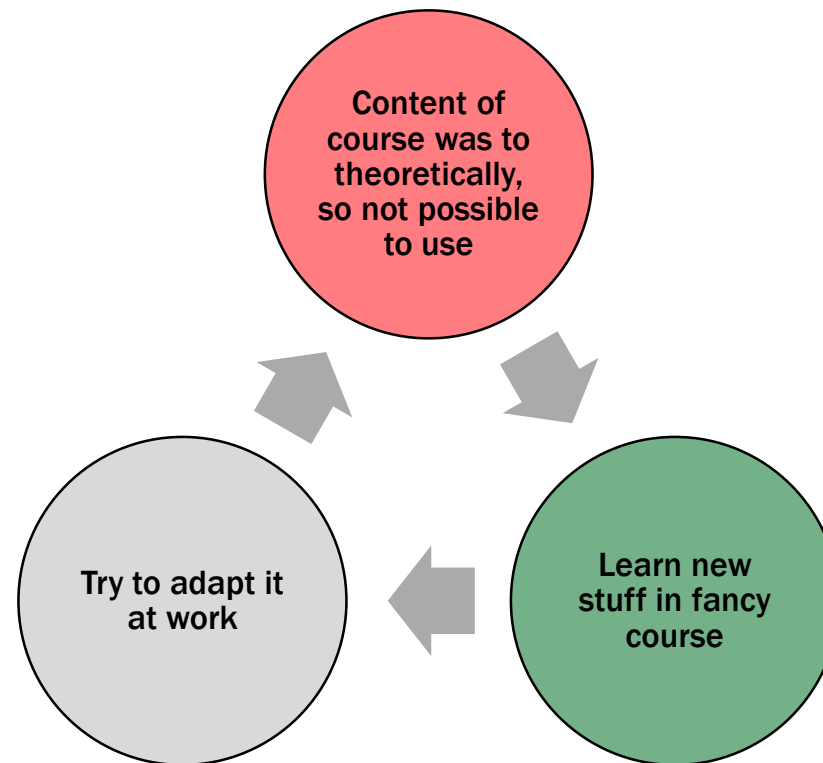 Content of
course was to
theoretically,
so not possible
to use
Try to adapt it
at work
Learn new
stuff in fancy
course